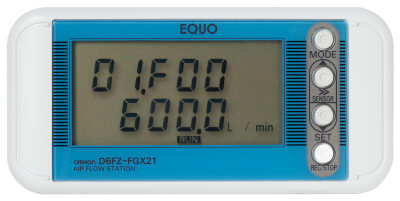 EQUO
MODE
01.F00
SENSOR
600.0 L / min
SET
RUN
omron D6FZ-FGX21
AIR FLOW STATION
REC/STOP